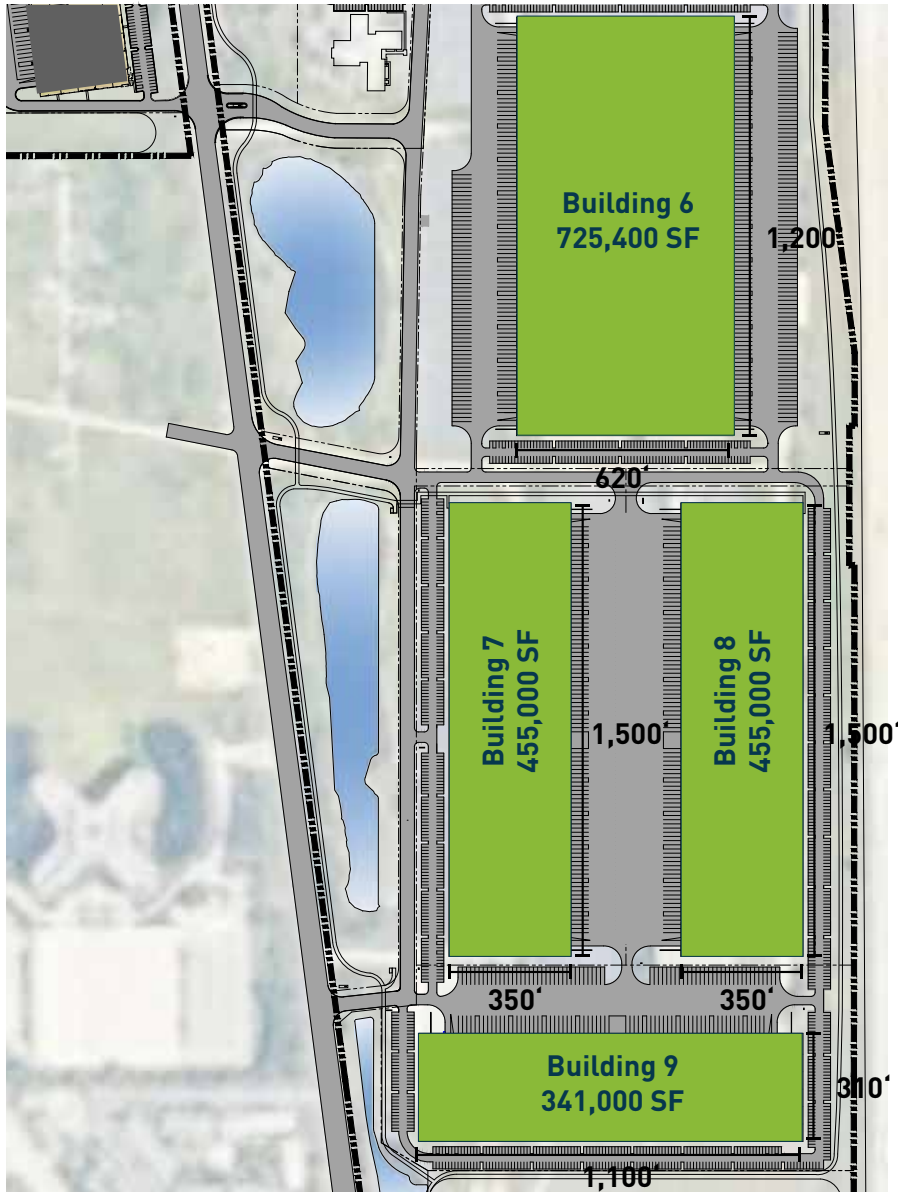 Building 6
725,400 SF
1,200‘
620‘
Building 7
455,000 SF
1,500‘
Building 8
455,000 SF
1,500‘
350‘
350‘
Building 9
341,000 SF
310‘
1,100‘